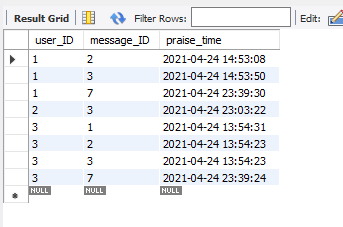 Result Grid Filter Rows: Edit:
user_ID message_ID praise_time
1 2 2021-04-24 14:53:08
1 3 2021-04-24 14:53:50
1 7 2021-04-24 23:39:30
2 3 2021-04-24 23:03:22
3 1 2021-04-24 13:54:31
3 2 2021-04-24 13:54:23
3 3 2021-04-24 13:54:23
3 7 2021-04-24 23:39:24
NULL NULL NULL